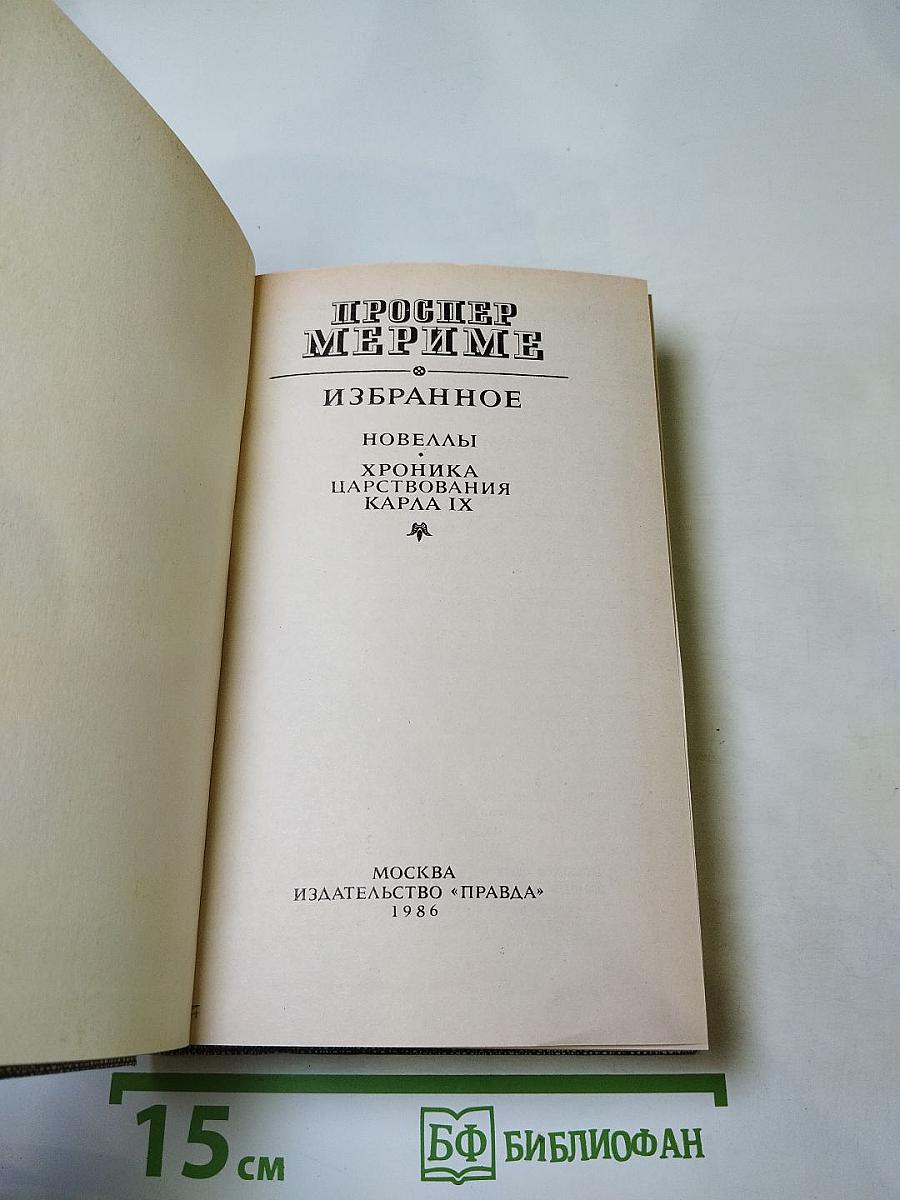 ПРОСПЕР
МЕРИМЕ
ИЗБРАННОЕ
НОВЕЛЛЫ
ХРОНИКА
ЦАРСТВОВАНИЯ
КАРЛА IX
МОСКВА
ИЗДАТЕЛЬСТВО «ПРАВДА»
1986
15 см
БФ БИБЛИОФАН